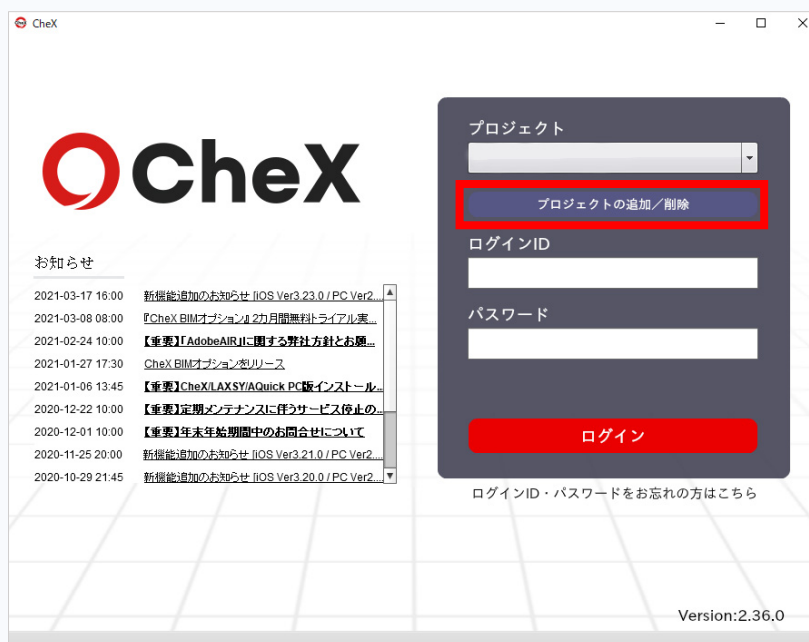 CheX
CheX
お知らせ
2021-03-17 16:00 新機能追加のお知らせ [iOS Ver3.23.0 / PC Ver2....
2021-03-08 08:00 『CheX BIMオプション』 2カ月間無料トライアル実...
2021-02-24 10:00 【重要】「AdobeAIR」に関する弊社方針とお願...
2021-01-27 17:30 CheX BIMオプションをリリース
2021-01-06 13:45 【重要】CheX/LAXSY/AQuick PC版インストール...
2020-12-22 10:00 【重要】定期メンテナンスに伴うサービス停止の...
2020-12-01 10:00 【重要】年末年始期間中のお問合せについて
2020-11-25 20:00 新機能追加のお知らせ [iOS Ver3.21.0 / PC Ver2....
2020-10-29 21:45 新機能追加のお知らせ [iOS Ver3.20.0 / PC Ver2....
プロジェクト
プロジェクトの追加／削除
ログインID
パスワード
ログイン
ログインID・パスワードをお忘れの方はこちら
Version:2.36.0